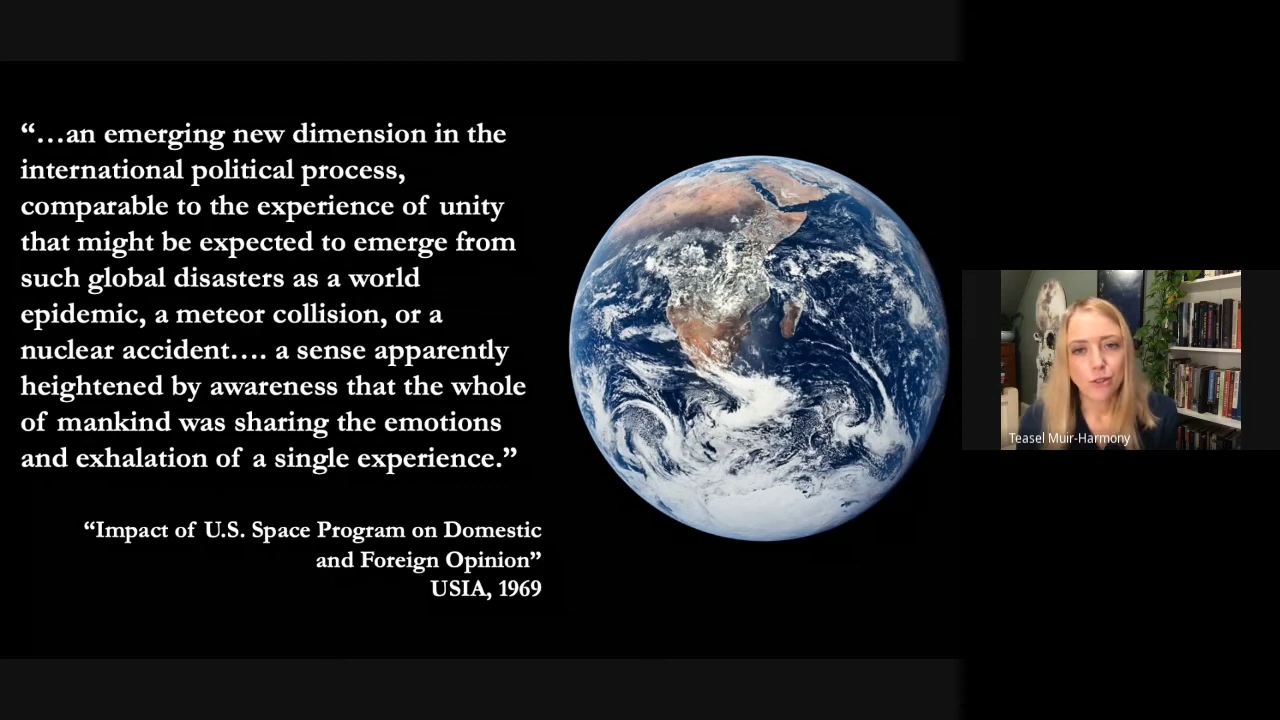 “…an emerging new dimension in the
international political process,
comparable to the experience of unity
that might be expected to emerge from
such global disasters as a world
epidemic, a meteor collision, or a
nuclear accident…. a sense apparently
heightened by awareness that the whole
of mankind was sharing the emotions
and exhalation of a single experience.”
“Impact of U.S. Space Program on Domestic
and Foreign Opinion”
USIA, 1969
Teasel Muir-Harmony